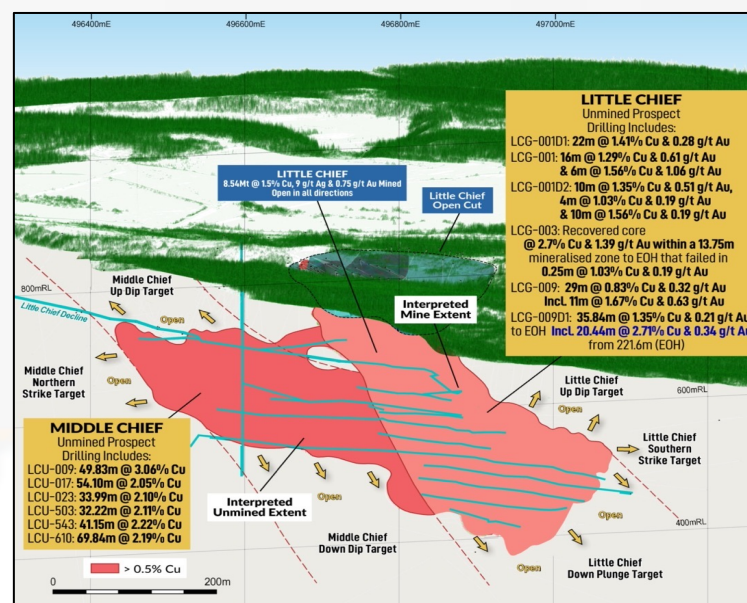 496400mE
496600mE
496800mE
497000mE
LITTLE CHIEF
Unmined Prospect
Drilling Includes:
LCG-001D1: 22m @ 1.41% Cu & 0.28 g/t Au
LCG-001: 16m @ 1.29% Cu & 0.61 g/t Au
& 6m @ 1.56% Cu & 1.06 g/t Au
LCG-001D2: 10m @ 1.35% Cu & 0.51 g/t Au,
4m @ 1.03% Cu & 0.19 g/t Au
& 10m @ 1.56% Cu & 0.19 g/t Au
LCG-003: Recovered core
@ 2.7% Cu & 1.39 g/t Au within a 13.75m
mineralised zone to EOH that failed in
0.25m @ 1.03% Cu & 0.19 g/t Au
LCG-009: 29m @ 0.83% Cu & 0.32 g/t Au
Incl. 11m @ 1.67% Cu & 0.63 g/t Au
LCG-009D1: 35.84m @ 1.35% Cu & 0.21 g/t Au
to EOH Incl. 20.44m @ 2.71% Cu & 0.34 g/t Au
from 221.6m (EOH)
LITTLE CHIEF
8.54Mt @ 1.5% Cu, 9 g/t Ag & 0.75 g/t Au Mined
Open in all directions
Little Chief
Open Cut
Middle Chief
Up Dip Target
800mRL
Little Chief Decline
Open
Open
Interpreted
Mine Extent
Middle Chief
Northern
Strike Target
Open
Little Chief
Up Dip Target
600mRL
Open
Little Chief
Southern
Strike Target
MIDDLE CHIEF
Unmined Prospect
Drilling Includes:
LCU-009: 49.83m @ 3.06% Cu
LCU-017: 54.10m @ 2.05% Cu
LCU-023: 33.99m @ 2.10% Cu
LCU-503: 32.22m @ 2.11% Cu
LCU-543: 41.15m @ 2.22% Cu
LCU-610: 69.84m @ 2.19% Cu
Open
Interpreted
Unmined Extent
Open
400mRL
Middle Chief
Down Dip Target
Open
Little Chief
Down Plunge Target
> 0.5% Cu
0
200m